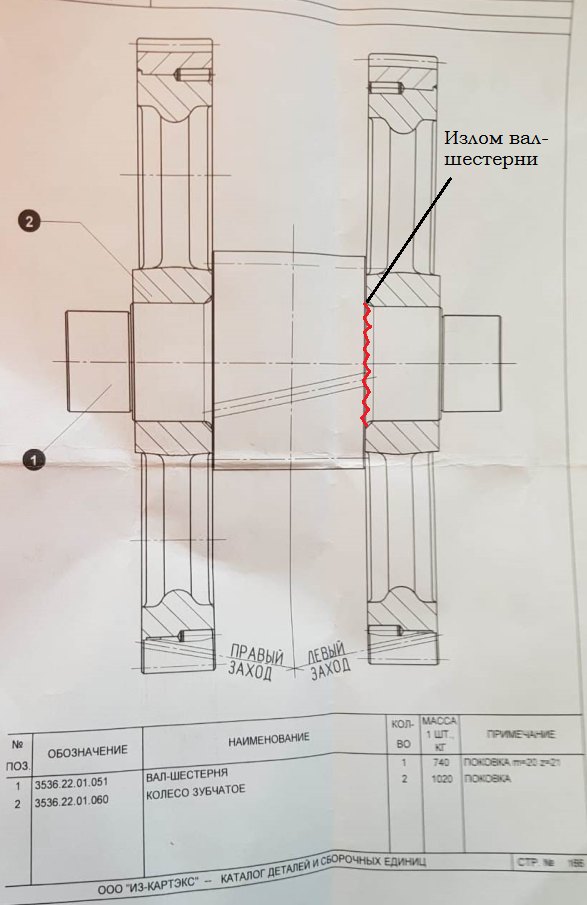 Излом вал-
шестерни
2
1
ПРАВЫЙ
ЗАХОД
ЛЕВЫЙ
ЗАХОД
№
ПОЗ.
ОБОЗНАЧЕНИЕ
НАИМЕНОВАНИЕ
КОЛ-
ВО
МАССА
1 ШТ.,
КГ
ПРИМЕЧАНИЕ
1 3536.22.01.051 ВАЛ-ШЕСТЕРНЯ 1 740 ПОКОВКА m=20 z=21
2 3536.22.01.060 КОЛЕСО ЗУБЧАТОЕ 2 1020 ПОКОВКА
ООО "ИЗ-КАРТЭКС" -- КАТАЛОГ ДЕТАЛЕЙ И СБОРОЧНЫХ ЕДИНИЦ СТР. №